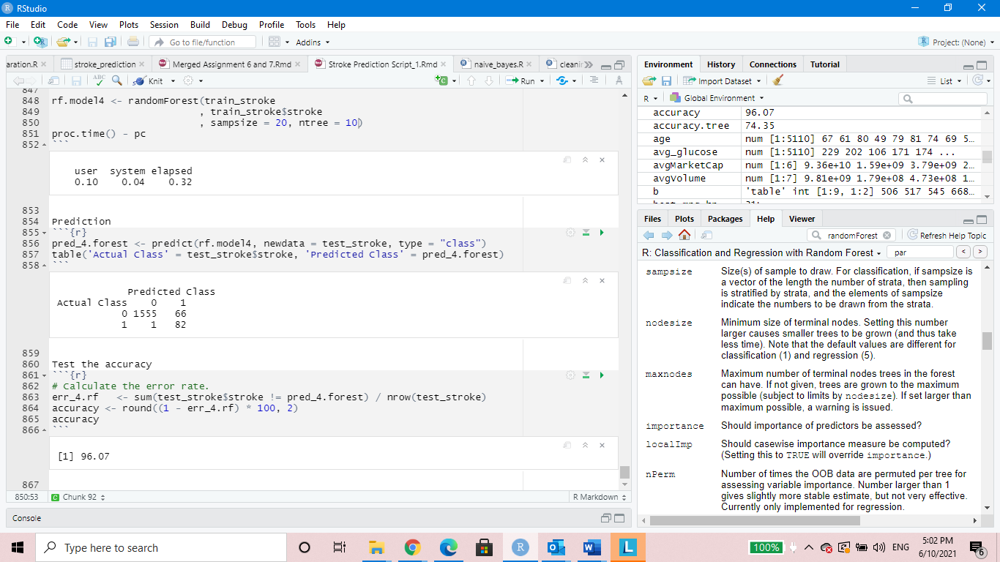 RStudio
File Edit Code View Plots Session Build Debug Profile Tools Help
Go to file/function Addins Project: (None)
aration.R stroke_prediction Merged Assignment 6 and 7.Rmd Stroke Prediction Script_1.Rmd naive_bayes.R cleanin
ABC Knit Run
847
848 rf.model4 <- randomForest(train_stroke
849 , train_stroke$stroke
850 , sampsize = 20, ntree = 10)
851 proc.time() - pc
852 ```
user system elapsed
0.10 0.04 0.32
853
854 Prediction
855 ```{r}
856 pred_4.forest <- predict(rf.model4, newdata = test_stroke, type = "class")
857 table('Actual Class' = test_stroke$stroke, 'Predicted Class' = pred_4.forest)
858 ```
Predicted Class
Actual Class 0 1
0 1555 66
1 1 82
859
860 Test the accuracy
861 ```{r}
862 # Calculate the error rate.
863 err_4.rf <- sum(test_stroke$stroke != pred_4.forest) / nrow(test_stroke)
864 accuracy <- round((1 - err_4.rf) * 100, 2)
865 accuracy
866 ```
[1] 96.07
867
850:53 Chunk 92 R Markdown
Console
Environment History Connections Tutorial
Import Dataset List
R Global Environment
accuracy 96.07
accuracy.tree 74.35
age num [1:5110] 67 61 80 49 79 81 74 69 5…
avg_glucose num [1:5110] 229 202 106 171 174 ...
avgMarketCap num [1:6] 9.36e+10 1.59e+09 3.79e+09 2…
avgVolume num [1:7] 9.81e+09 1.79e+08 4.73e+08 1…
b 'table' int [1:9, 1:2] 506 517 545 668…
Files Plots Packages Help Viewer
randomForest Refresh Help Topic
R: Classification and Regression with Random Forest par
sampsize Size(s) of sample to draw. For classification, if sampsize is
a vector of the length the number of strata, then sampling
is stratified by strata, and the elements of sampsize
indicate the numbers to be drawn from the strata.
nodesize Minimum size of terminal nodes. Setting this number
larger causes smaller trees to be grown (and thus take
less time). Note that the default values are different for
classification (1) and regression (5).
maxnodes Maximum number of terminal nodes trees in the forest
can have. If not given, trees are grown to the maximum
possible (subject to limits by nodesize). If set larger than
maximum possible, a warning is issued.
importance Should importance of predictors be assessed?
localImp Should casewise importance measure be computed?
(Setting this to TRUE will override importance.)
nPerm Number of times the OOB data are permuted per tree for
assessing variable importance. Number larger than 1
gives slightly more stable estimate, but not very effective.
Currently only implemented for regression.
Type here to search
100% ENG 5:02 PM
6/10/2021 6